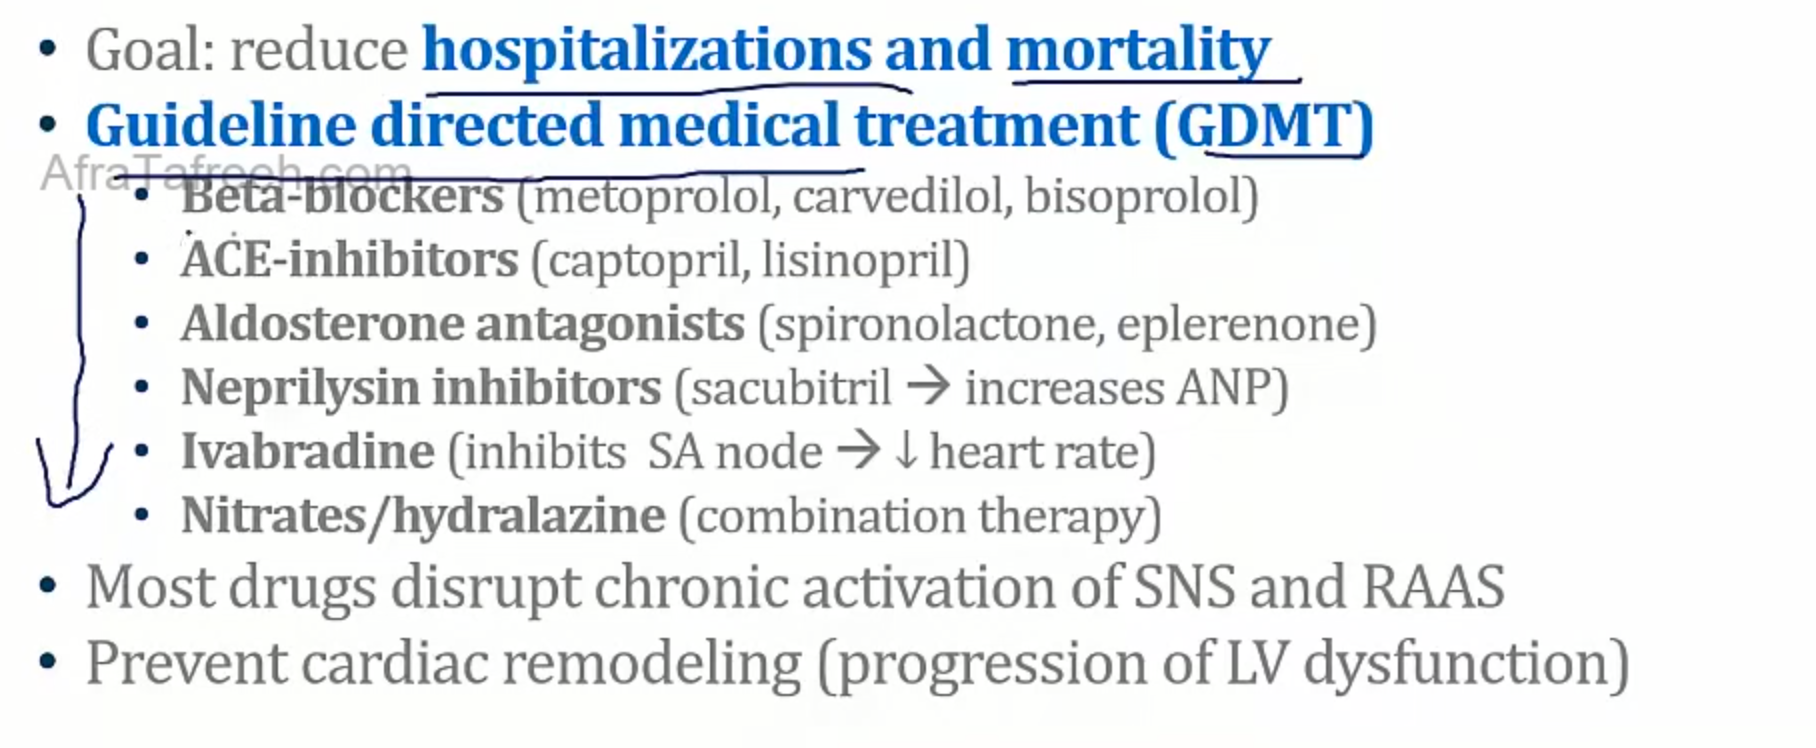 • Goal: reduce hospitalizations and mortality
• Guideline directed medical treatment (GDMT)
AfraTafreeh.com
• Beta-blockers (metoprolol, carvedilol, bisoprolol)
• ACE-inhibitors (captopril, lisinopril)
• Aldosterone antagonists (spironolactone, eplerenone)
• Neprilysin inhibitors (sacubitril → increases ANP)
• Ivabradine (inhibits SA node → ↓ heart rate)
• Nitrates/hydralazine (combination therapy)
• Most drugs disrupt chronic activation of SNS and RAAS
• Prevent cardiac remodeling (progression of LV dysfunction)